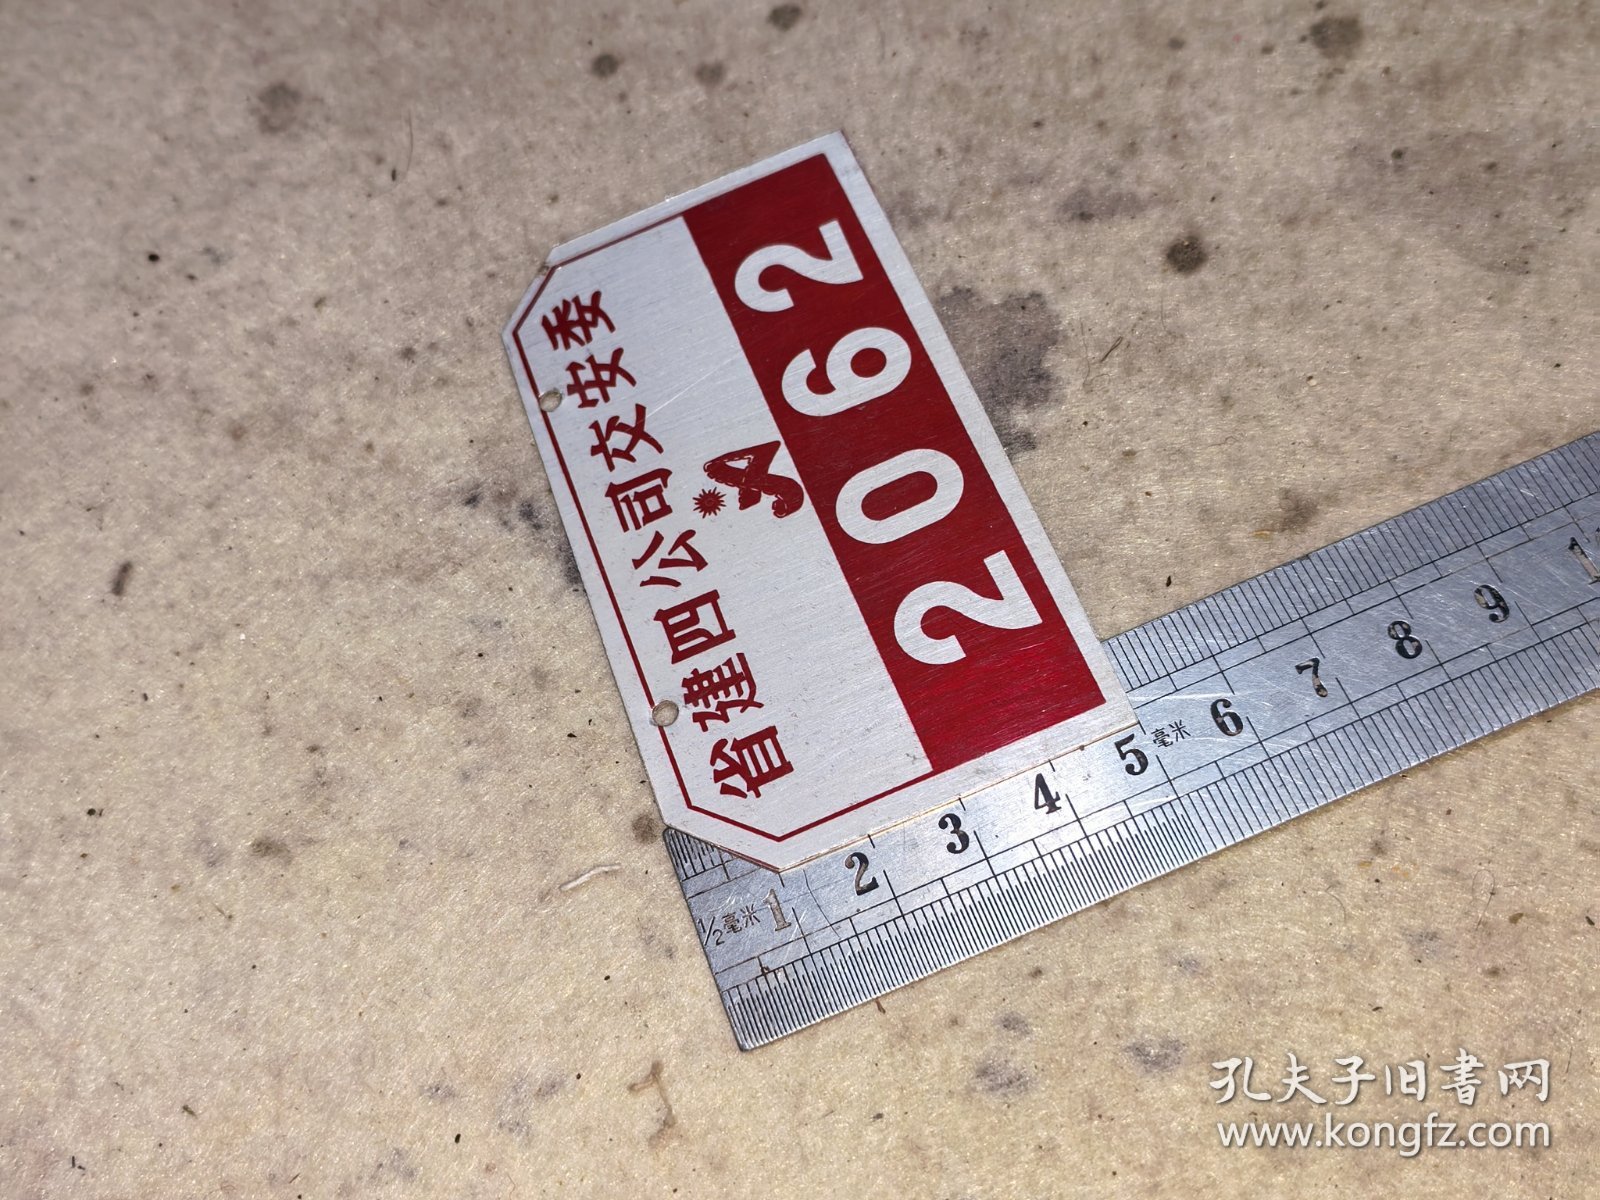 省建四公司交安委
2062
1/2毫米 1 2 3 4 5 毫米 6 7 8 9
孔夫子旧书网
www.kongfz.com